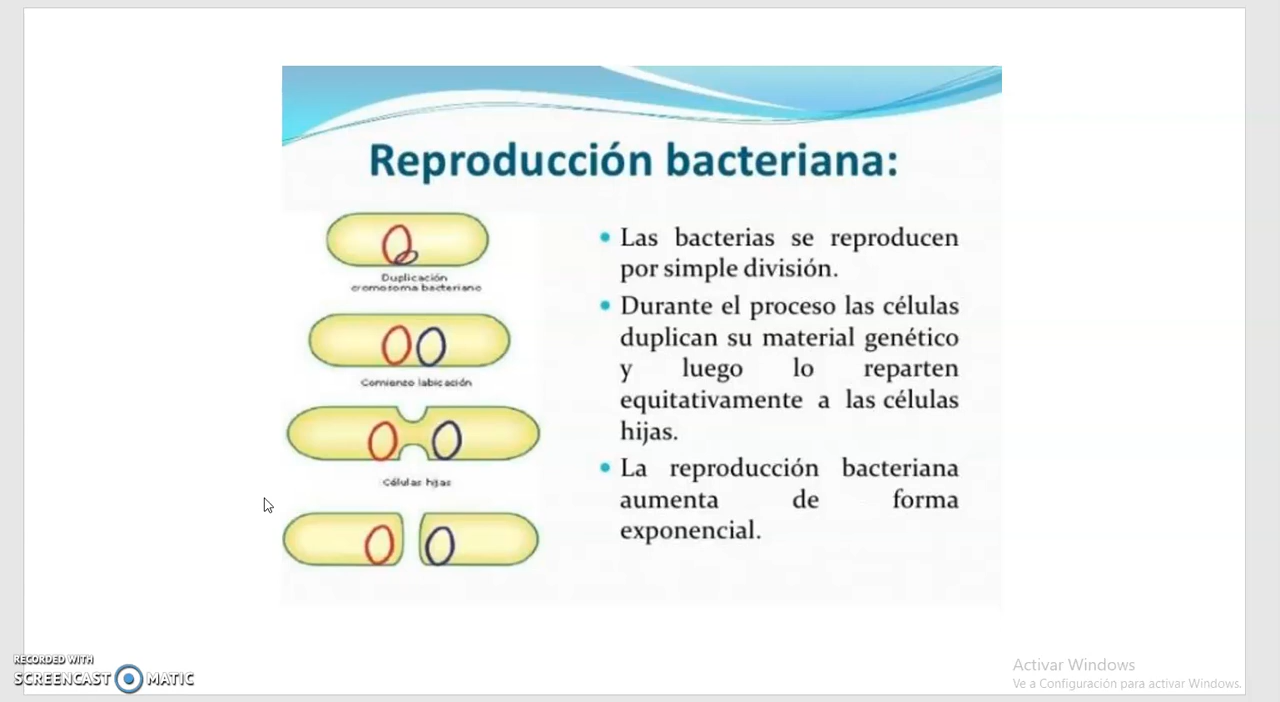 Reproducción bacteriana:
Duplicación
cromosoma bacteriano
Comienzo labicación
Células hijas
• Las bacterias se reproducen
por simple división.
• Durante el proceso las células
duplican su material genético
y luego lo reparten
equitativamente a las células
hijas.
• La reproducción bacteriana
aumenta de forma
exponencial.
RECORDED WITH
SCREENCAST MATIC
Activar Windows
Ve a Configuración para activar Windows.